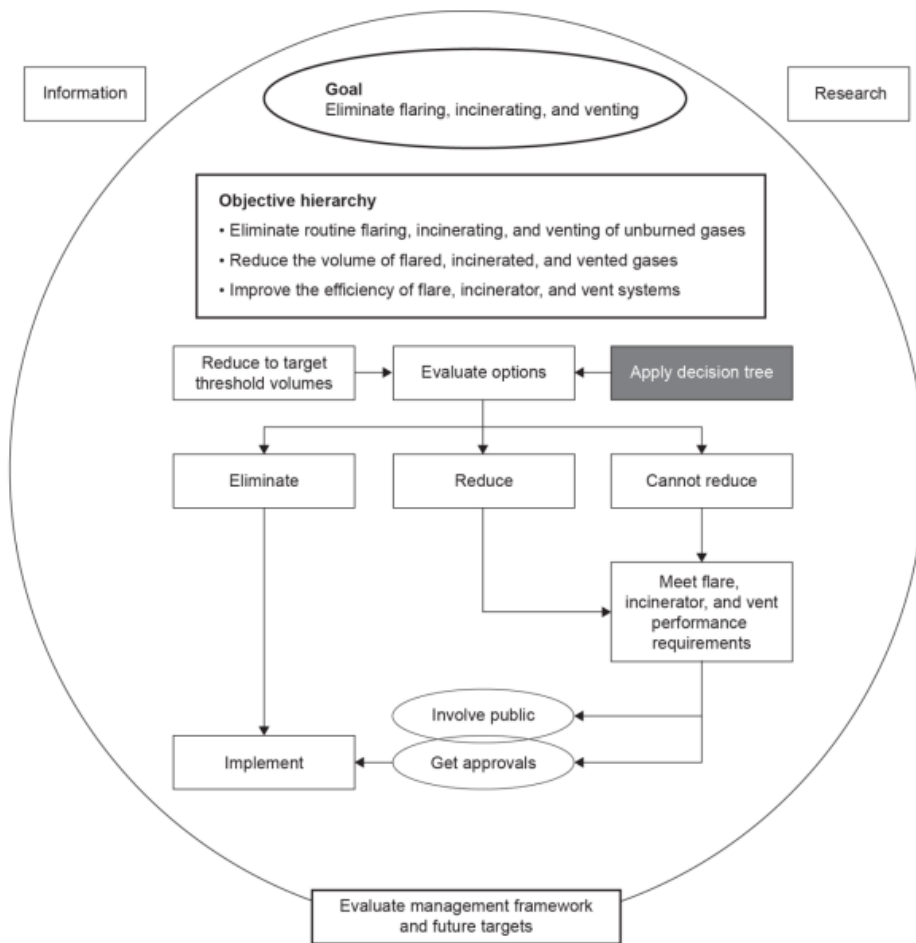 Information
Research
Goal
Eliminate flaring, incinerating, and venting
Objective hierarchy
• Eliminate routine flaring, incinerating, and venting of unburned gases
• Reduce the volume of flared, incinerated, and vented gases
• Improve the efficiency of flare, incinerator, and vent systems
Reduce to target
threshold volumes
Evaluate options
Apply decision tree
Eliminate
Reduce
Cannot reduce
Meet flare,
incinerator, and vent
performance
requirements
Involve public
Get approvals
Implement
Evaluate management framework
and future targets